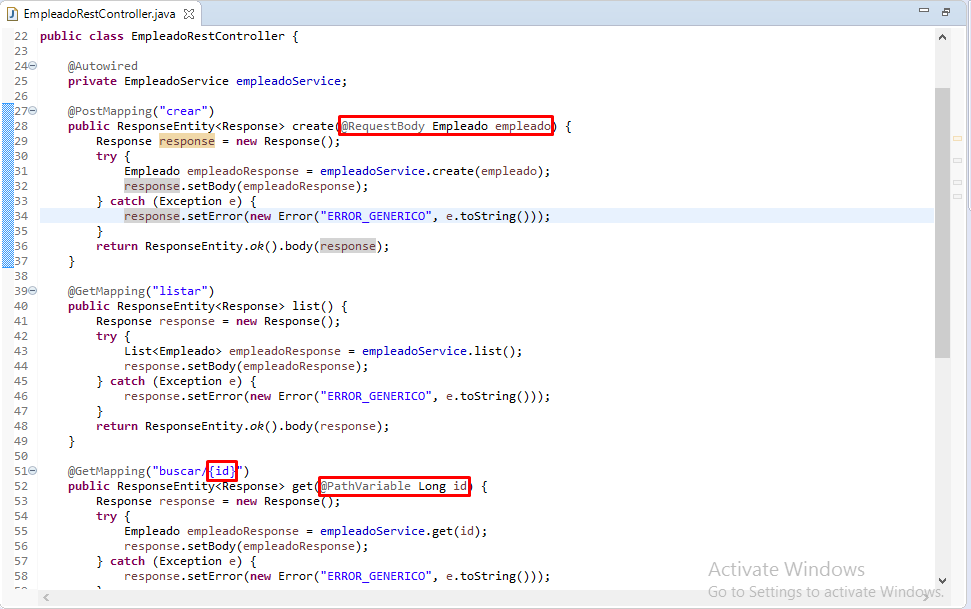 EmpleadoRestController.java
22 public class EmpleadoRestController {
23
24 @Autowired
25 private EmpleadoService empleadoService;
26
27 @PostMapping("crear")
28 public ResponseEntity<Response> create(@RequestBody Empleado empleado) {
29 Response response = new Response();
30 try {
31 Empleado empleadoResponse = empleadoService.create(empleado);
32 response.setBody(empleadoResponse);
33 } catch (Exception e) {
34 response.setError(new Error("ERROR_GENERICO", e.toString()));
35 }
36 return ResponseEntity.ok().body(response);
37 }
38
39 @GetMapping("listar")
40 public ResponseEntity<Response> list() {
41 Response response = new Response();
42 try {
43 List<Empleado> empleadoResponse = empleadoService.list();
44 response.setBody(empleadoResponse);
45 } catch (Exception e) {
46 response.setError(new Error("ERROR_GENERICO", e.toString()));
47 }
48 return ResponseEntity.ok().body(response);
49 }
50
51 @GetMapping("buscar/{id}")
52 public ResponseEntity<Response> get(@PathVariable Long id) {
53 Response response = new Response();
54 try {
55 Empleado empleadoResponse = empleadoService.get(id);
56 response.setBody(empleadoResponse);
57 } catch (Exception e) {
58 response.setError(new Error("ERROR_GENERICO", e.toString()));
Activate Windows
Go to Settings to activate Windows.